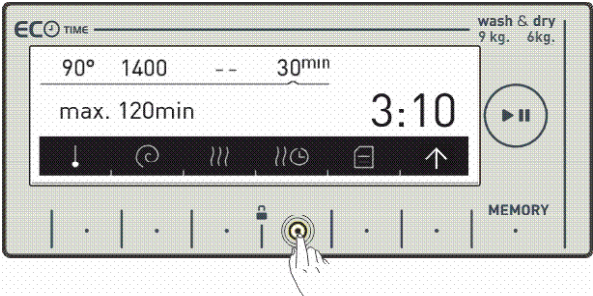 ECO TIME
wash & dry
9 kg. 6kg.
90° 1400 -- 30min
max. 120min
3:10
MEMORY